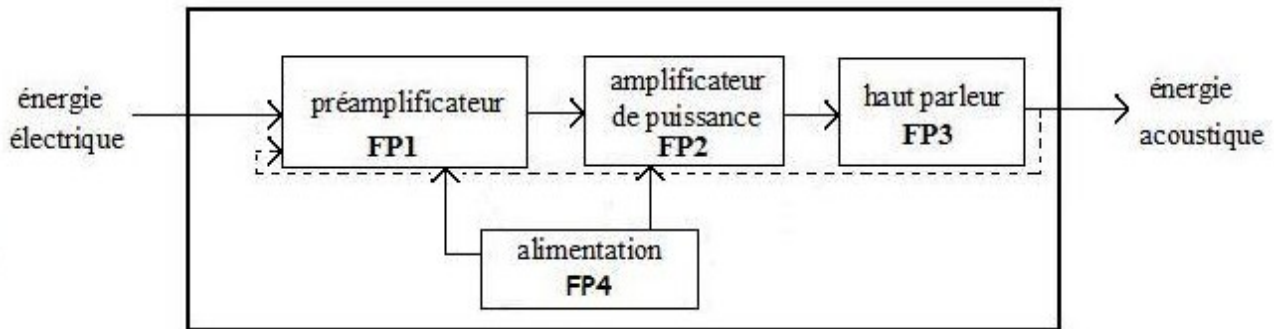 énergie
électrique
préamplificateur
FP1
amplificateur
de puissance
FP2
haut parleur
FP3
énergie
acoustique
alimentation
FP4